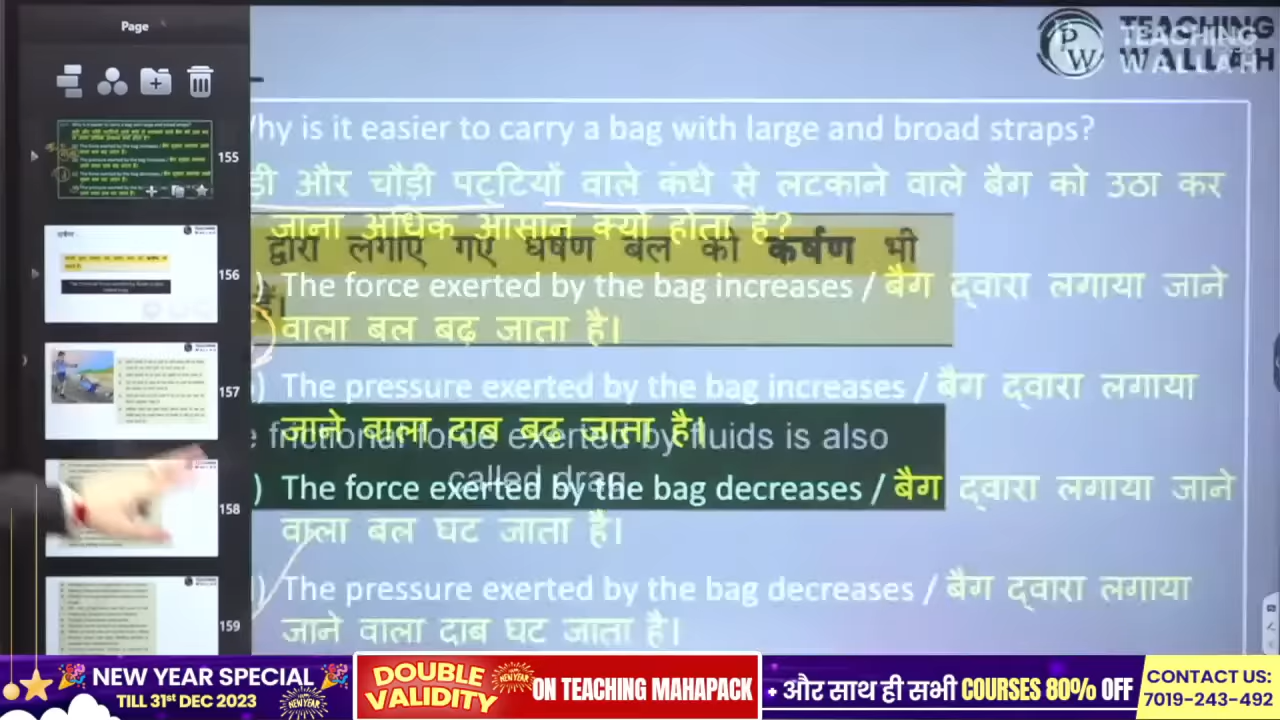 Page
TEACHING
WALLAH
PW
TEACHING
WALLAH
155
156
157
158
159
hy is it easier to carry a bag with large and broad straps?
ड़ी और चौड़ी पट्टियों वाले कंधे से लटकाने वाले बैग को उठा कर
जाना अधिक आसान क्यों होता है?
द्वारा लगाए गए घर्षण बल को कर्षण भी
हैं।
) The force exerted by the bag increases / बैग द्वारा लगाया जाने
वाला बल बढ़ जाता है।
) The pressure exerted by the bag increases / बैग द्वारा लगाया
जाने वाला दाब बढ़ जाता है।
e frictional force exerted by fluids is also
called drag.
) The force exerted by the bag decreases / बैग द्वारा लगाया जाने
वाला बल घट जाता है।
) The pressure exerted by the bag decreases / बैग द्वारा लगाया
जाने वाला दाब घट जाता है।
NEW YEAR SPECIAL
TILL 31st DEC 2023
DOUBLE
VALIDITY
ON TEACHING MAHAPACK
+ और साथ ही सभी COURSES 80% OFF
CONTACT US:
7019-243-492